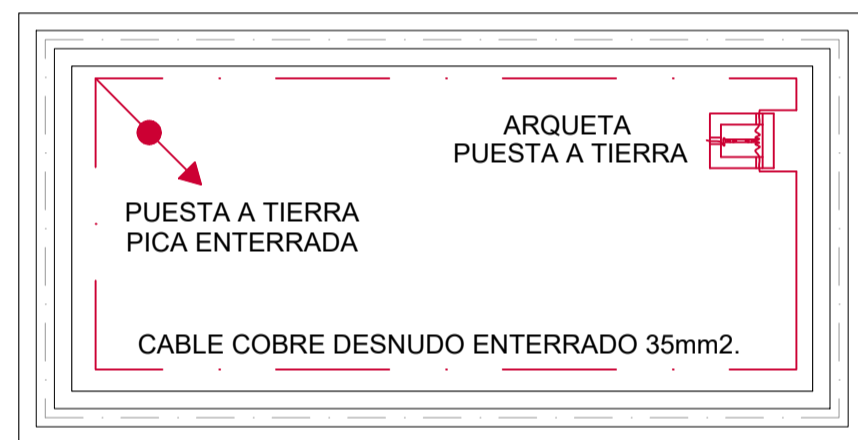 ARQUETA
PUESTA A TIERRA
PUESTA A TIERRA
PICA ENTERRADA
CABLE COBRE DESNUDO ENTERRADO 35mm2.